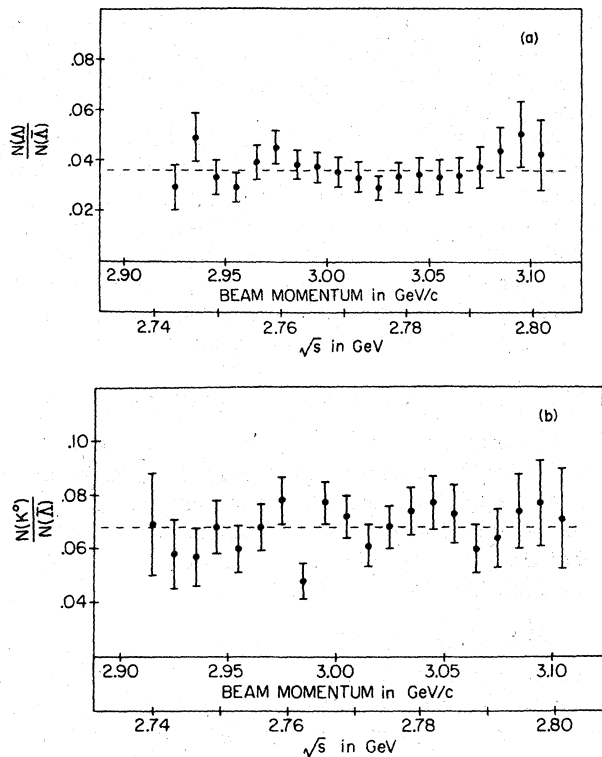 (a)
.08
.06
.04
.02
N(Λ)
N(Λ̄)
2.90 2.95 3.00 3.05 3.10
BEAM MOMENTUM in GeV/c
2.74 2.76 2.78 2.80
√s in GeV
(b)
.10
.08
.06
.04
N(K°)
N(Λ̄)
2.90 2.95 3.00 3.05 3.10
BEAM MOMENTUM in GeV/c
2.74 2.76 2.78 2.80
√s in GeV